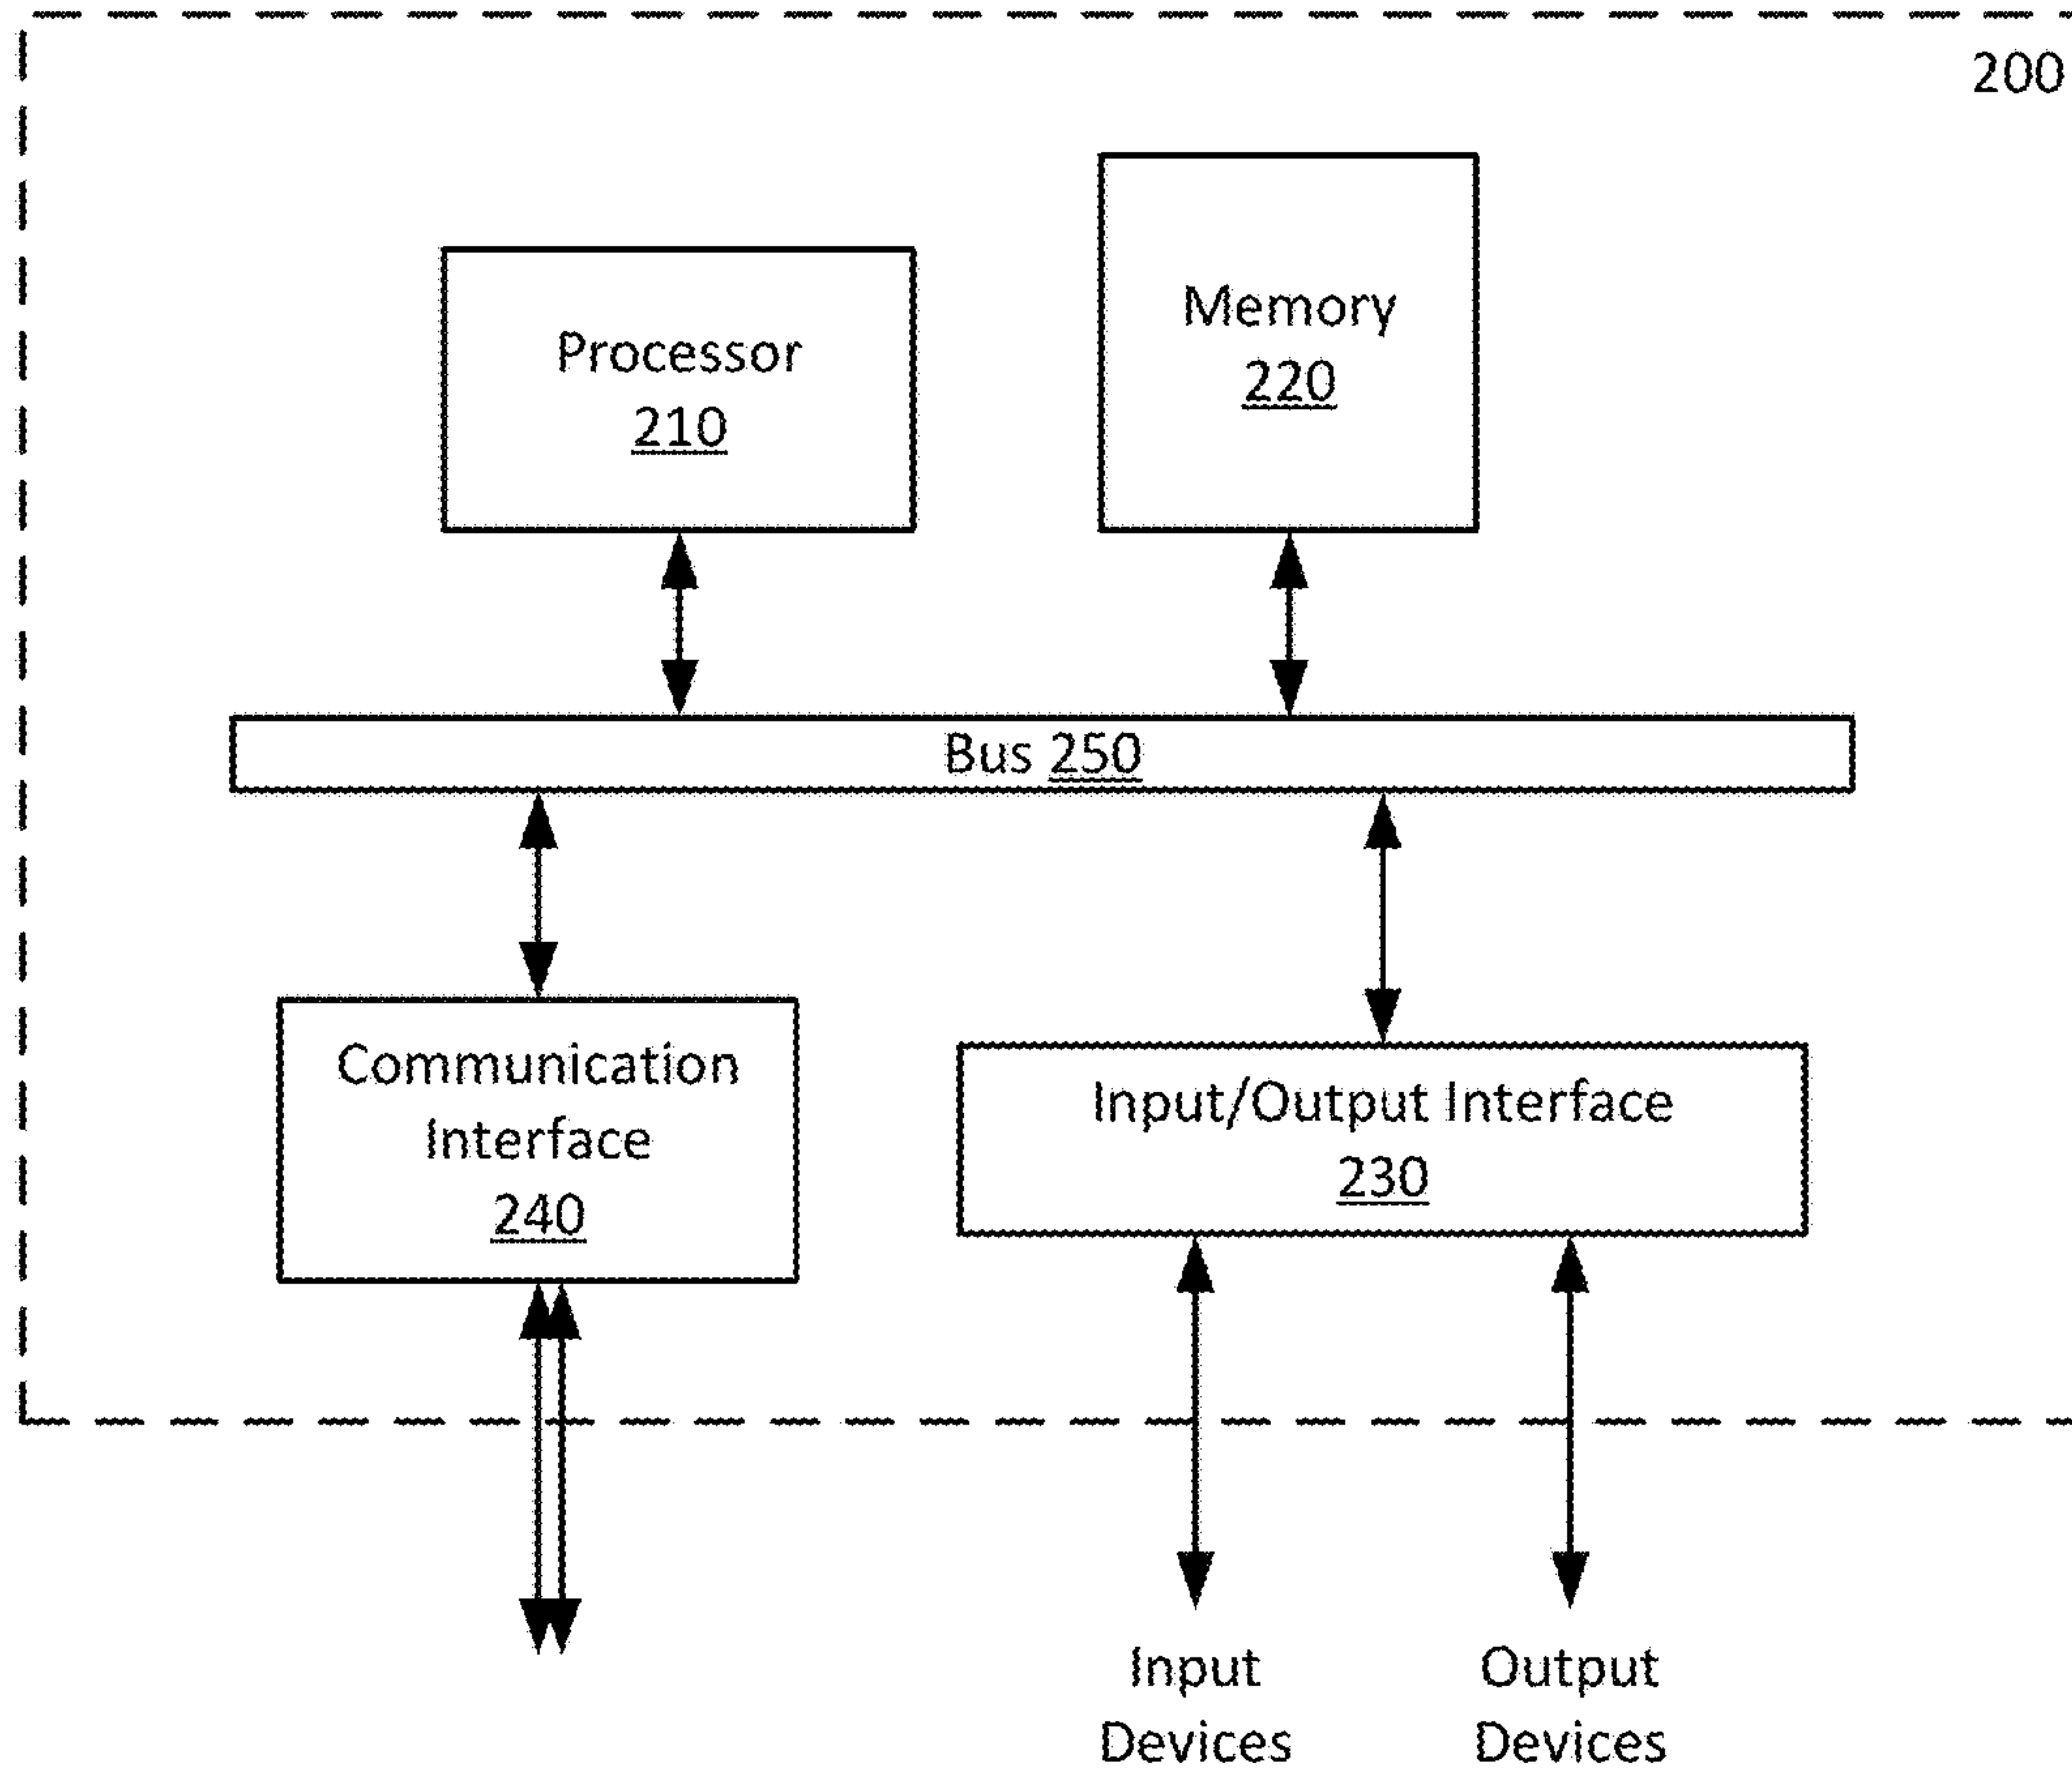 200
Processor
210
Memory
220
Bus 250
Communication
Interface
240
Input/Output Interface
230
Input
Devices
Output
Devices